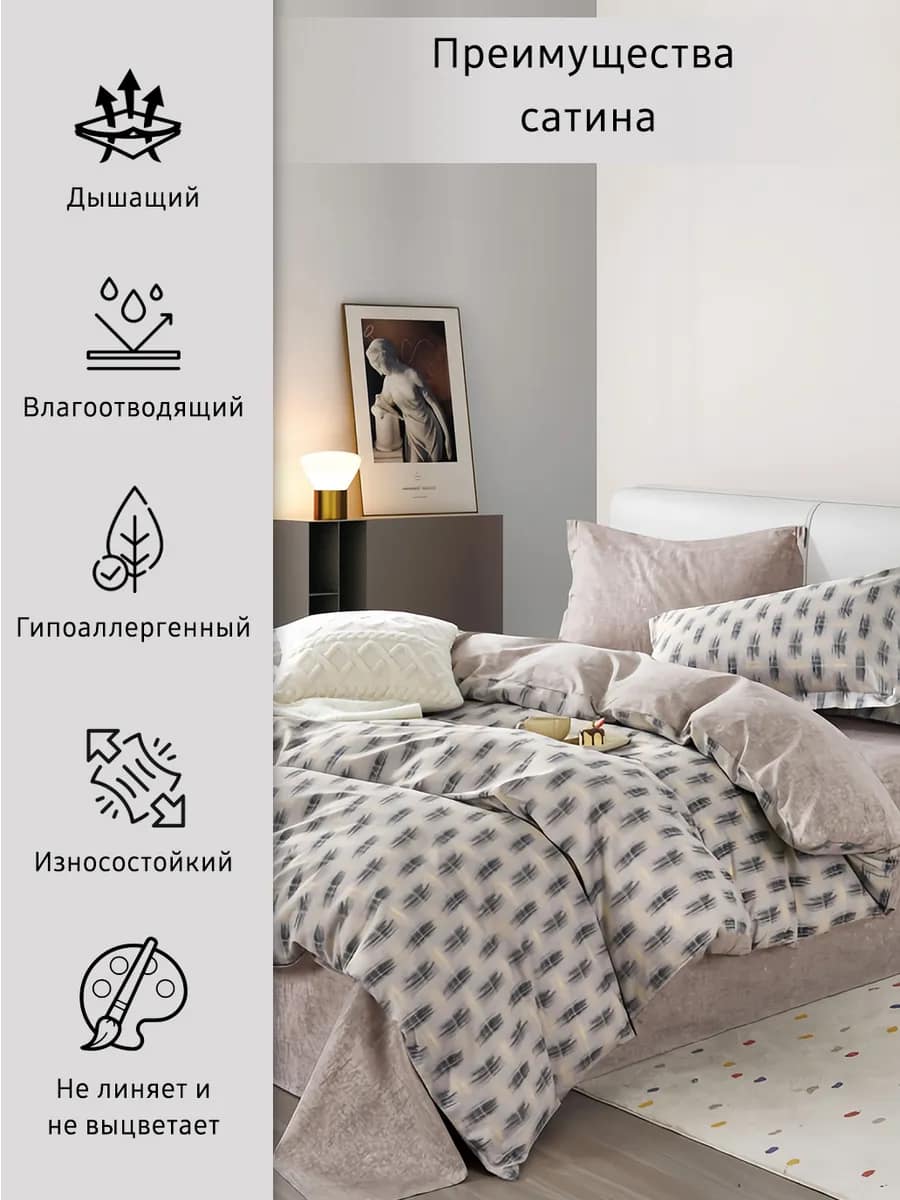 Преимущества
сатина
Дышащий
Влагоотводящий
Гипоаллергенный
Износостойкий
Не линяет и
не выцветает